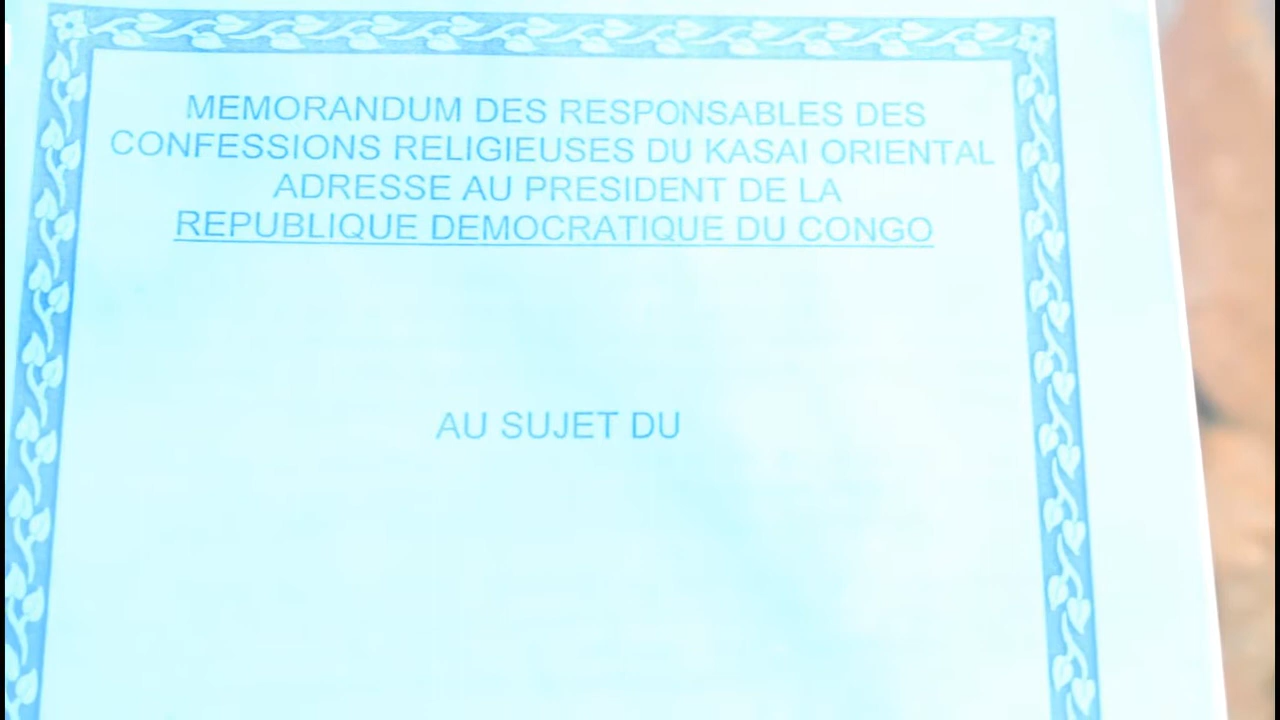 MEMORANDUM DES RESPONSABLES DES
CONFESSIONS RELIGIEUSES DU KASAI ORIENTAL
ADRESSE AU PRESIDENT DE LA
REPUBLIQUE DEMOCRATIQUE DU CONGO
AU SUJET DU